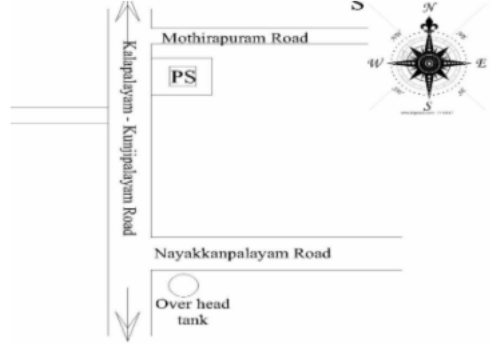 S
N
Mothirapuram Road
W
E
PS
S
Kalapalayam - Kunjipalayam Road
Nayakkanpalayam Road
Over head
tank